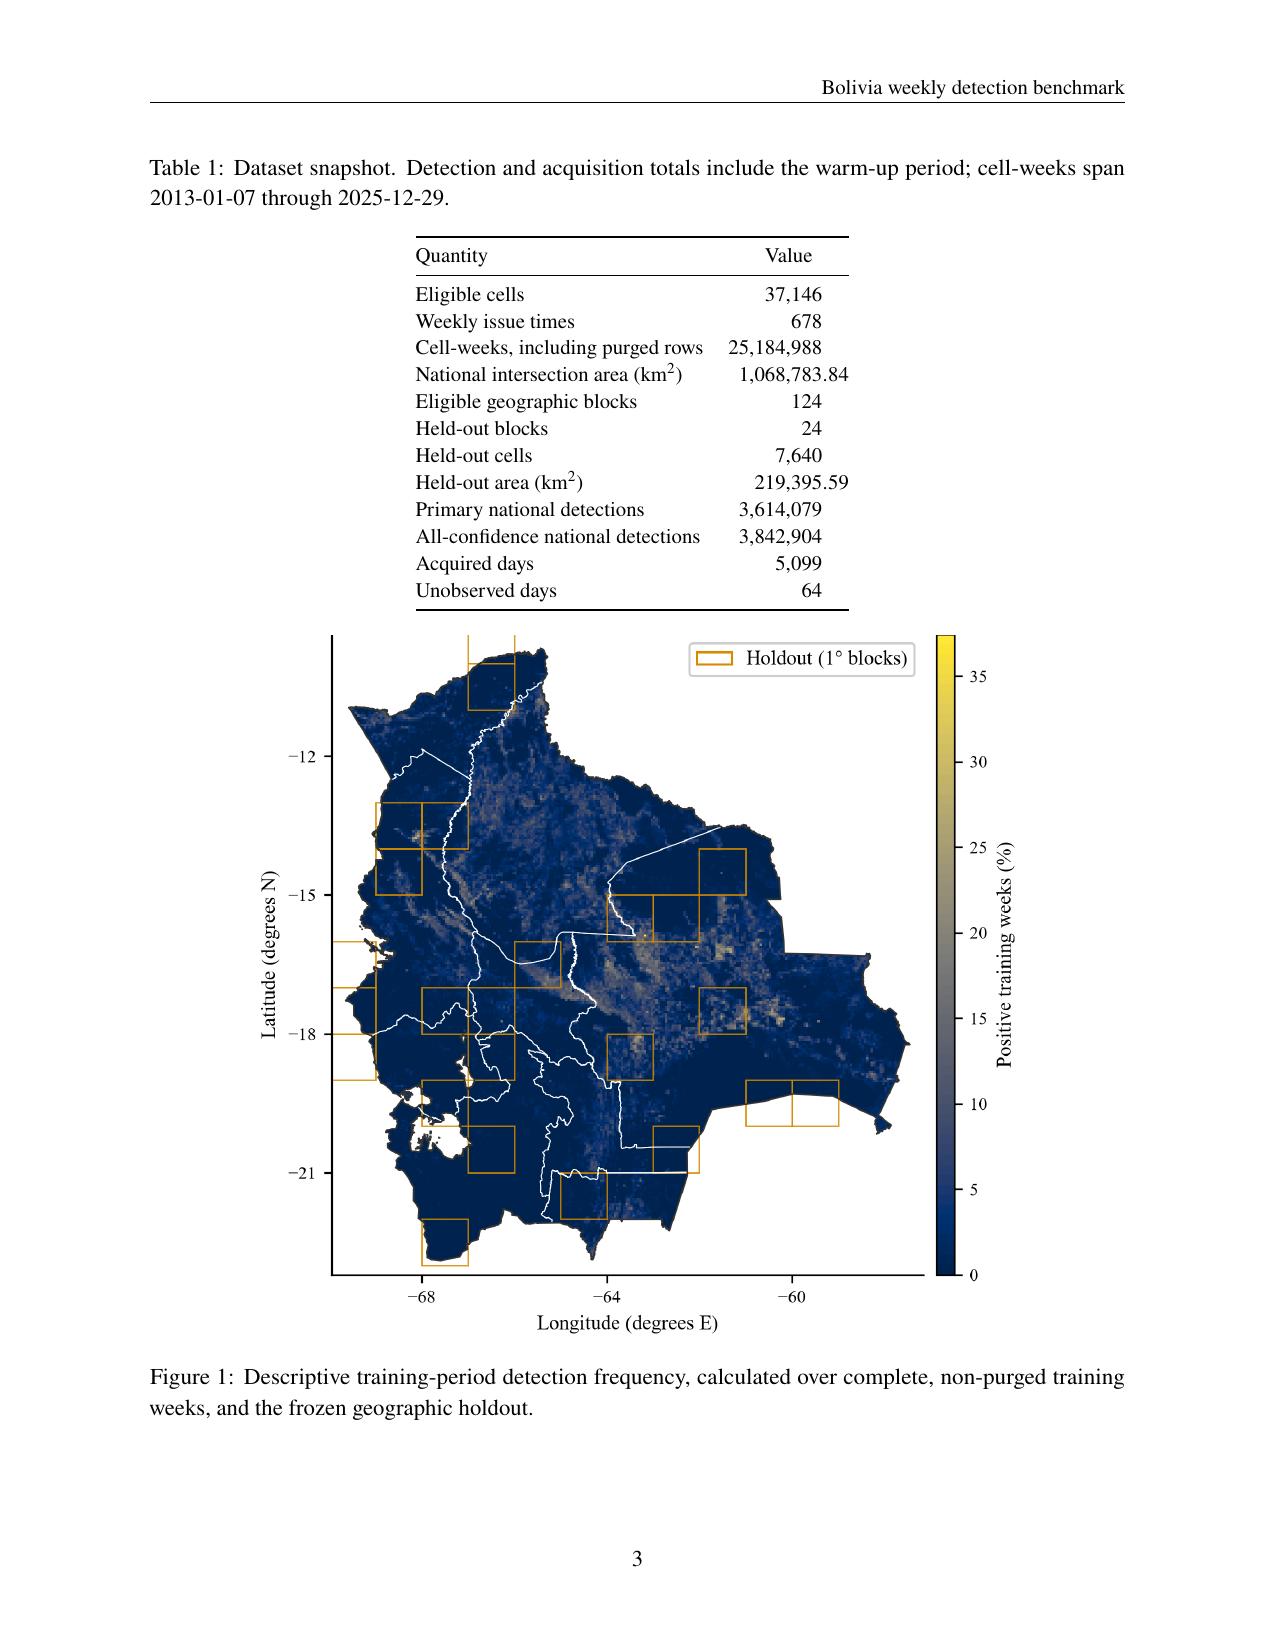 Bolivia weekly detection benchmark
Table 1: Dataset snapshot. Detection and acquisition totals include the warm-up period; cell-weeks span
2013-01-07 through 2025-12-29.
Quantity Value
Eligible cells 37,146
Weekly issue times 678
Cell-weeks, including purged rows 25,184,988
National intersection area (km²) 1,068,783.84
Eligible geographic blocks 124
Held-out blocks 24
Held-out cells 7,640
Held-out area (km²) 219,395.59
Primary national detections 3,614,079
All-confidence national detections 3,842,904
Acquired days 5,099
Unobserved days 64
Holdout (1° blocks)
−12
−15
−18
−21
Latitude (degrees N)
−68 −64 −60
Longitude (degrees E)
35
30
25
20
15
10
5
0
Positive training weeks (%)
Figure 1: Descriptive training-period detection frequency, calculated over complete, non-purged training
weeks, and the frozen geographic holdout.
3